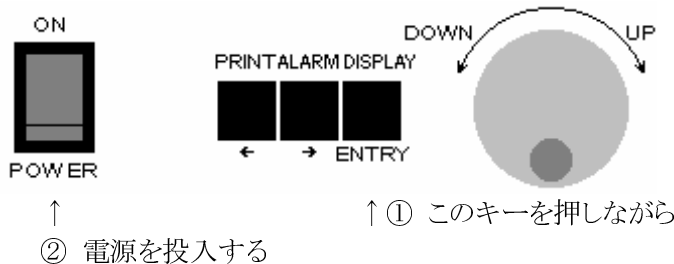 ON
DOWN UP
PRINT ALARM DISPLAY
← → ENTRY
POWER
↑ ↑① このキーを押しながら
② 電源を投入する